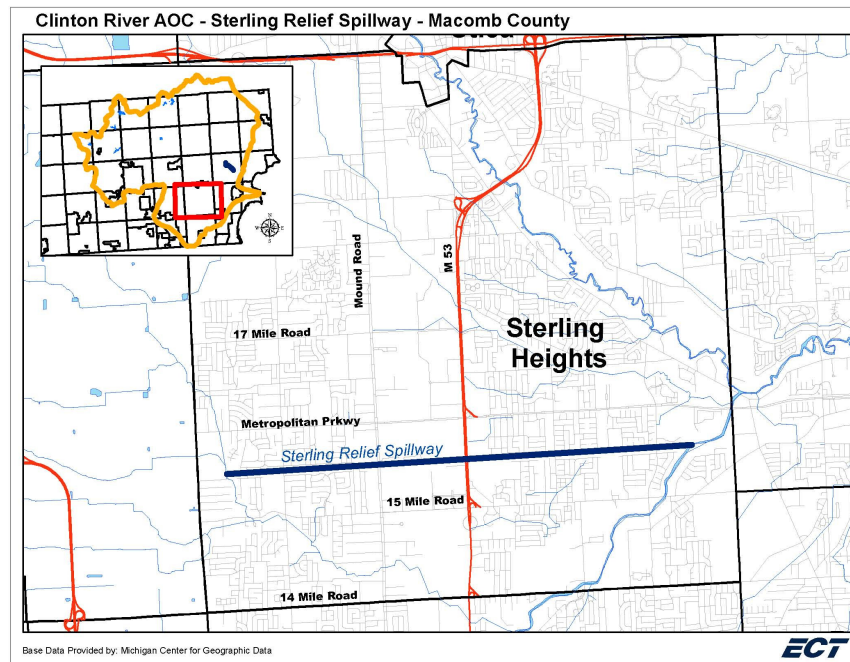 Clinton River AOC - Sterling Relief Spillway - Macomb County
N
W E
S
M 53
Mound Road
17 Mile Road
Sterling
Heights
Metropolitan Prkwy
Sterling Relief Spillway
15 Mile Road
14 Mile Road
Base Data Provided by: Michigan Center for Geographic Data
ECT